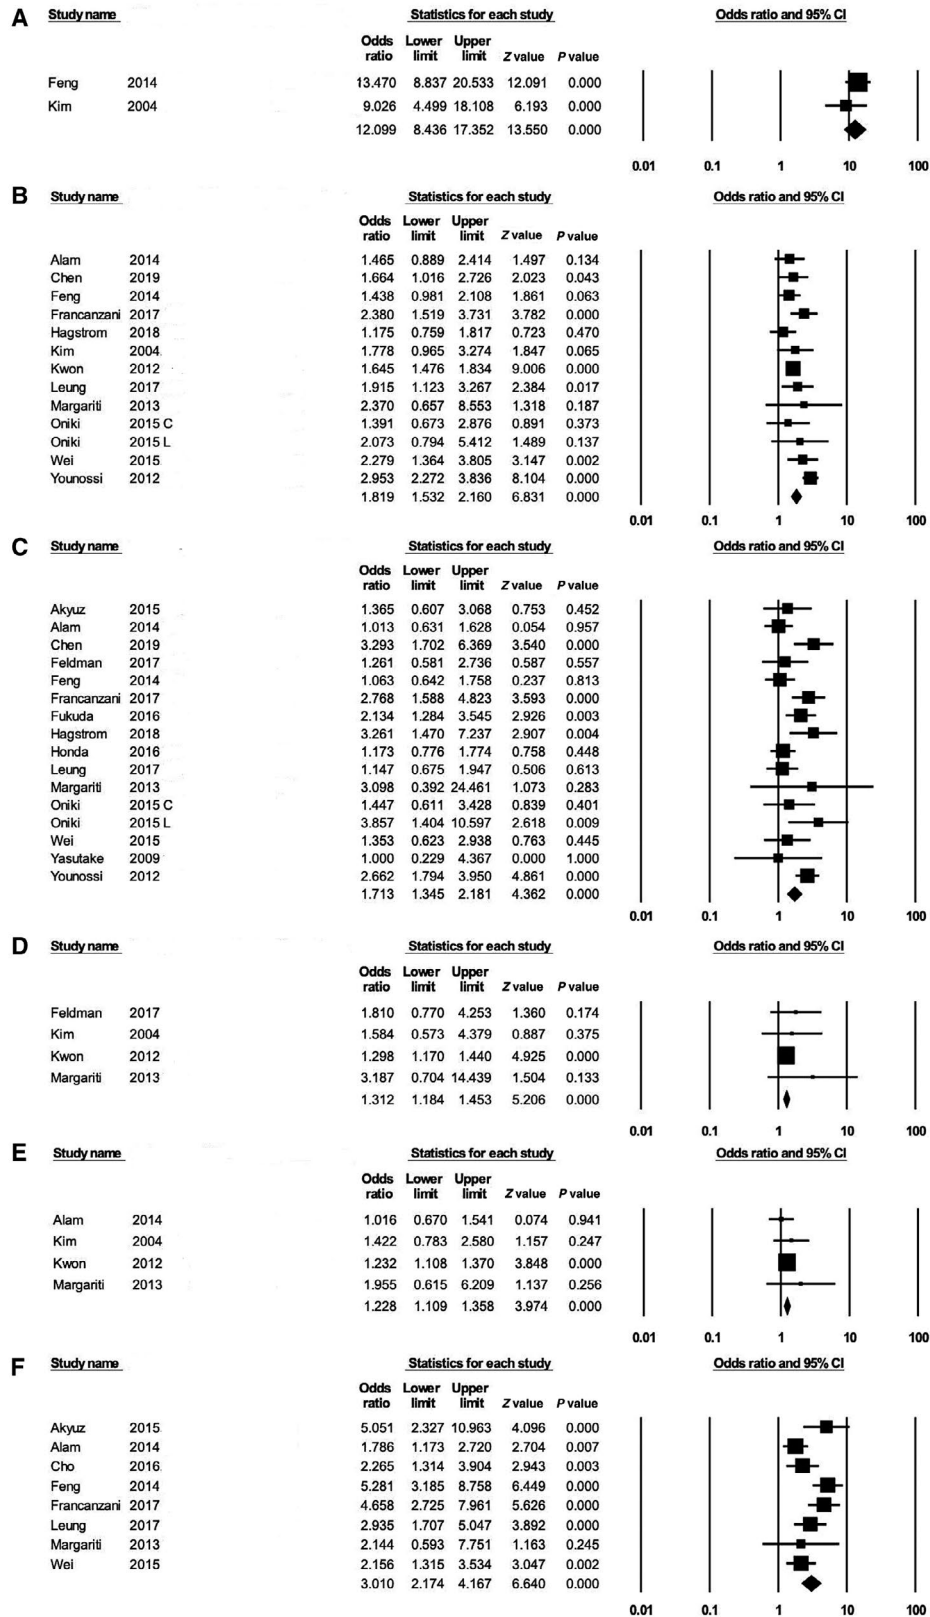 A Study name Statistics for each study Odds ratio and 95% CI
Odds Lower Upper
ratio limit limit Z value P value
Feng 2014 13.470 8.837 20.533 12.091 0.000
Kim 2004 9.026 4.499 18.108 6.193 0.000
12.099 8.436 17.352 13.550 0.000
0.01 0.1 1 10 100
B Study name Statistics for each study Odds ratio and 95% CI
Odds Lower Upper
ratio limit limit Z value P value
Alam 2014 1.465 0.889 2.414 1.497 0.134
Chen 2019 1.664 1.016 2.726 2.023 0.043
Feng 2014 1.438 0.981 2.108 1.861 0.063
Francanzani 2017 2.380 1.519 3.731 3.782 0.000
Hagstrom 2018 1.175 0.759 1.817 0.723 0.470
Kim 2004 1.778 0.965 3.274 1.847 0.065
Kwon 2012 1.645 1.476 1.834 9.006 0.000
Leung 2017 1.915 1.123 3.267 2.384 0.017
Margariti 2013 2.370 0.657 8.553 1.318 0.187
Oniki 2015 C 1.391 0.673 2.876 0.891 0.373
Oniki 2015 L 2.073 0.794 5.412 1.489 0.137
Wei 2015 2.279 1.364 3.805 3.147 0.002
Younossi 2012 2.953 2.272 3.836 8.104 0.000
1.819 1.532 2.160 6.831 0.000
0.01 0.1 1 10 100
C Study name Statistics for each study Odds ratio and 95% CI
Odds Lower Upper
ratio limit limit Z value P value
Akyuz 2015 1.365 0.607 3.068 0.753 0.452
Alam 2014 1.013 0.631 1.628 0.054 0.957
Chen 2019 3.293 1.702 6.369 3.540 0.000
Feldman 2017 1.261 0.581 2.736 0.587 0.557
Feng 2014 1.063 0.642 1.758 0.237 0.813
Francanzani 2017 2.768 1.588 4.823 3.593 0.000
Fukuda 2016 2.134 1.284 3.545 2.926 0.003
Hagstrom 2018 3.261 1.470 7.237 2.907 0.004
Honda 2016 1.173 0.776 1.774 0.758 0.448
Leung 2017 1.147 0.675 1.947 0.506 0.613
Margariti 2013 3.098 0.392 24.461 1.073 0.283
Oniki 2015 C 1.447 0.611 3.428 0.839 0.401
Oniki 2015 L 3.857 1.404 10.597 2.618 0.009
Wei 2015 1.353 0.623 2.938 0.763 0.445
Yasutake 2009 1.000 0.229 4.367 0.000 1.000
Younossi 2012 2.662 1.794 3.950 4.861 0.000
1.713 1.345 2.181 4.362 0.000
0.01 0.1 1 10 100
D Study name Statistics for each study Odds ratio and 95% CI
Odds Lower Upper
ratio limit limit Z value P value
Feldman 2017 1.810 0.770 4.253 1.360 0.174
Kim 2004 1.584 0.573 4.379 0.887 0.375
Kwon 2012 1.298 1.170 1.440 4.925 0.000
Margariti 2013 3.187 0.704 14.439 1.504 0.133
1.312 1.184 1.453 5.206 0.000
0.01 0.1 1 10 100
E Study name Statistics for each study Odds ratio and 95% CI
Odds Lower Upper
ratio limit limit Z value P value
Alam 2014 1.016 0.670 1.541 0.074 0.941
Kim 2004 1.422 0.783 2.580 1.157 0.247
Kwon 2012 1.232 1.108 1.370 3.848 0.000
Margariti 2013 1.955 0.615 6.209 1.137 0.256
1.228 1.109 1.358 3.974 0.000
0.01 0.1 1 10 100
F Study name Statistics for each study Odds ratio and 95% CI
Odds Lower Upper
ratio limit limit Z value P value
Akyuz 2015 5.051 2.327 10.963 4.096 0.000
Alam 2014 1.786 1.173 2.720 2.704 0.007
Cho 2016 2.265 1.314 3.904 2.943 0.003
Feng 2014 5.281 3.185 8.758 6.449 0.000
Francanzani 2017 4.658 2.725 7.961 5.626 0.000
Leung 2017 2.935 1.707 5.047 3.892 0.000
Margariti 2013 2.144 0.593 7.751 1.163 0.245
Wei 2015 2.156 1.315 3.534 3.047 0.002
3.010 2.174 4.167 6.640 0.000
0.01 0.1 1 10 100